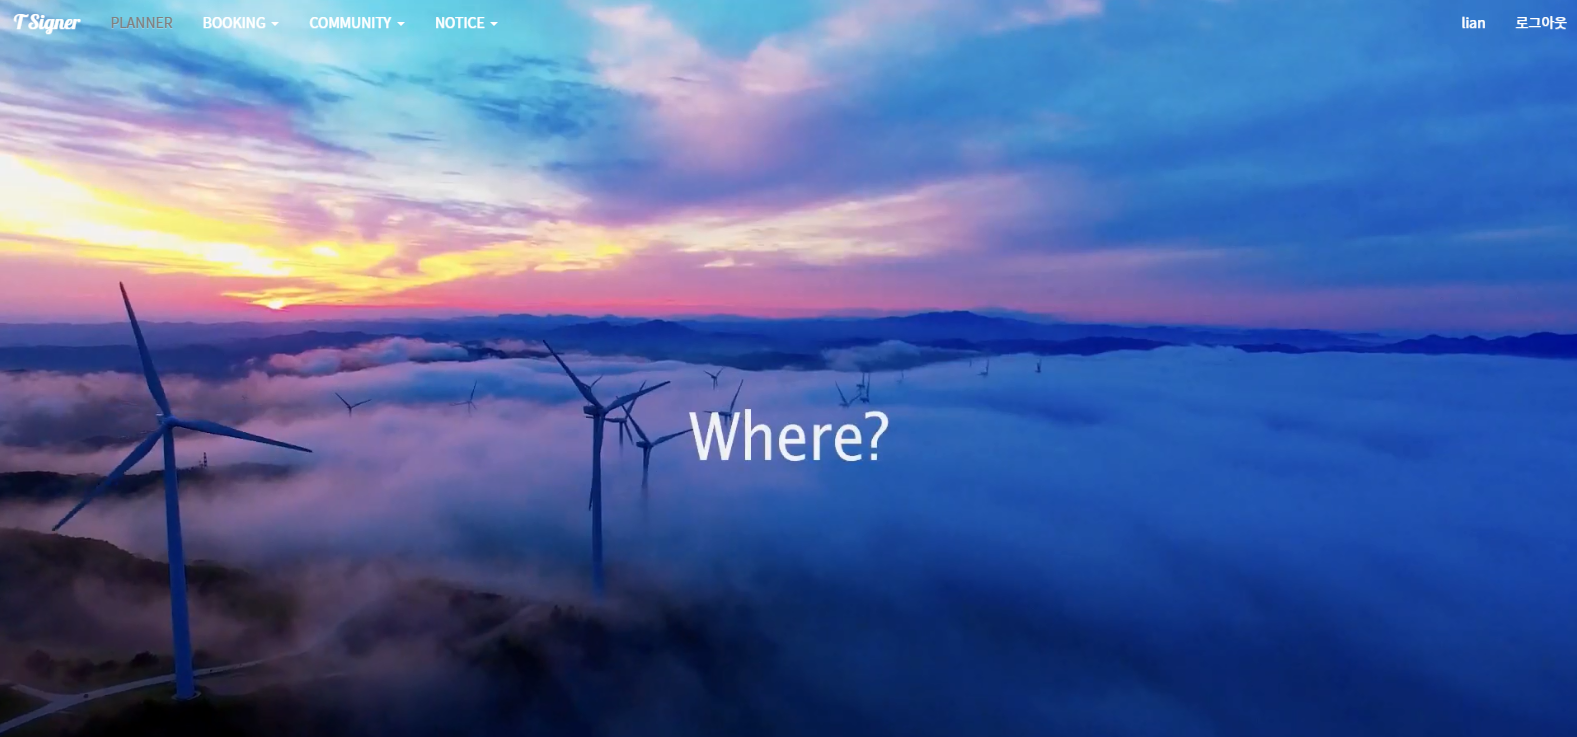 T Signer PLANNER BOOKING COMMUNITY NOTICE lian 로그아웃
Where?